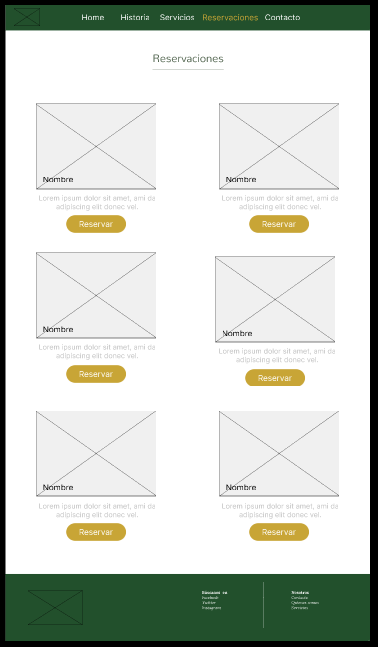 Home Historia Servicios Reservaciones Contacto
Reservaciones
Nombre
Lorem ipsum dolor sit amet, ami da
adipiscing elit donec vel.
Reservar
Nombre
Lorem ipsum dolor sit amet, ami da
adipiscing elit donec vel.
Reservar
Nombre
Lorem ipsum dolor sit amet, ami da
adipiscing elit donec vel.
Reservar
Nombre
Lorem ipsum dolor sit amet, ami da
adipiscing elit donec vel.
Reservar
Nombre
Lorem ipsum dolor sit amet, ami da
adipiscing elit donec vel.
Reservar
Nombre
Lorem ipsum dolor sit amet, ami da
adipiscing elit donec vel.
Reservar
Síguenos en
Facebook
Twitter
Instagram
Nosotros
Contacto
Quiénes somos
Servicios